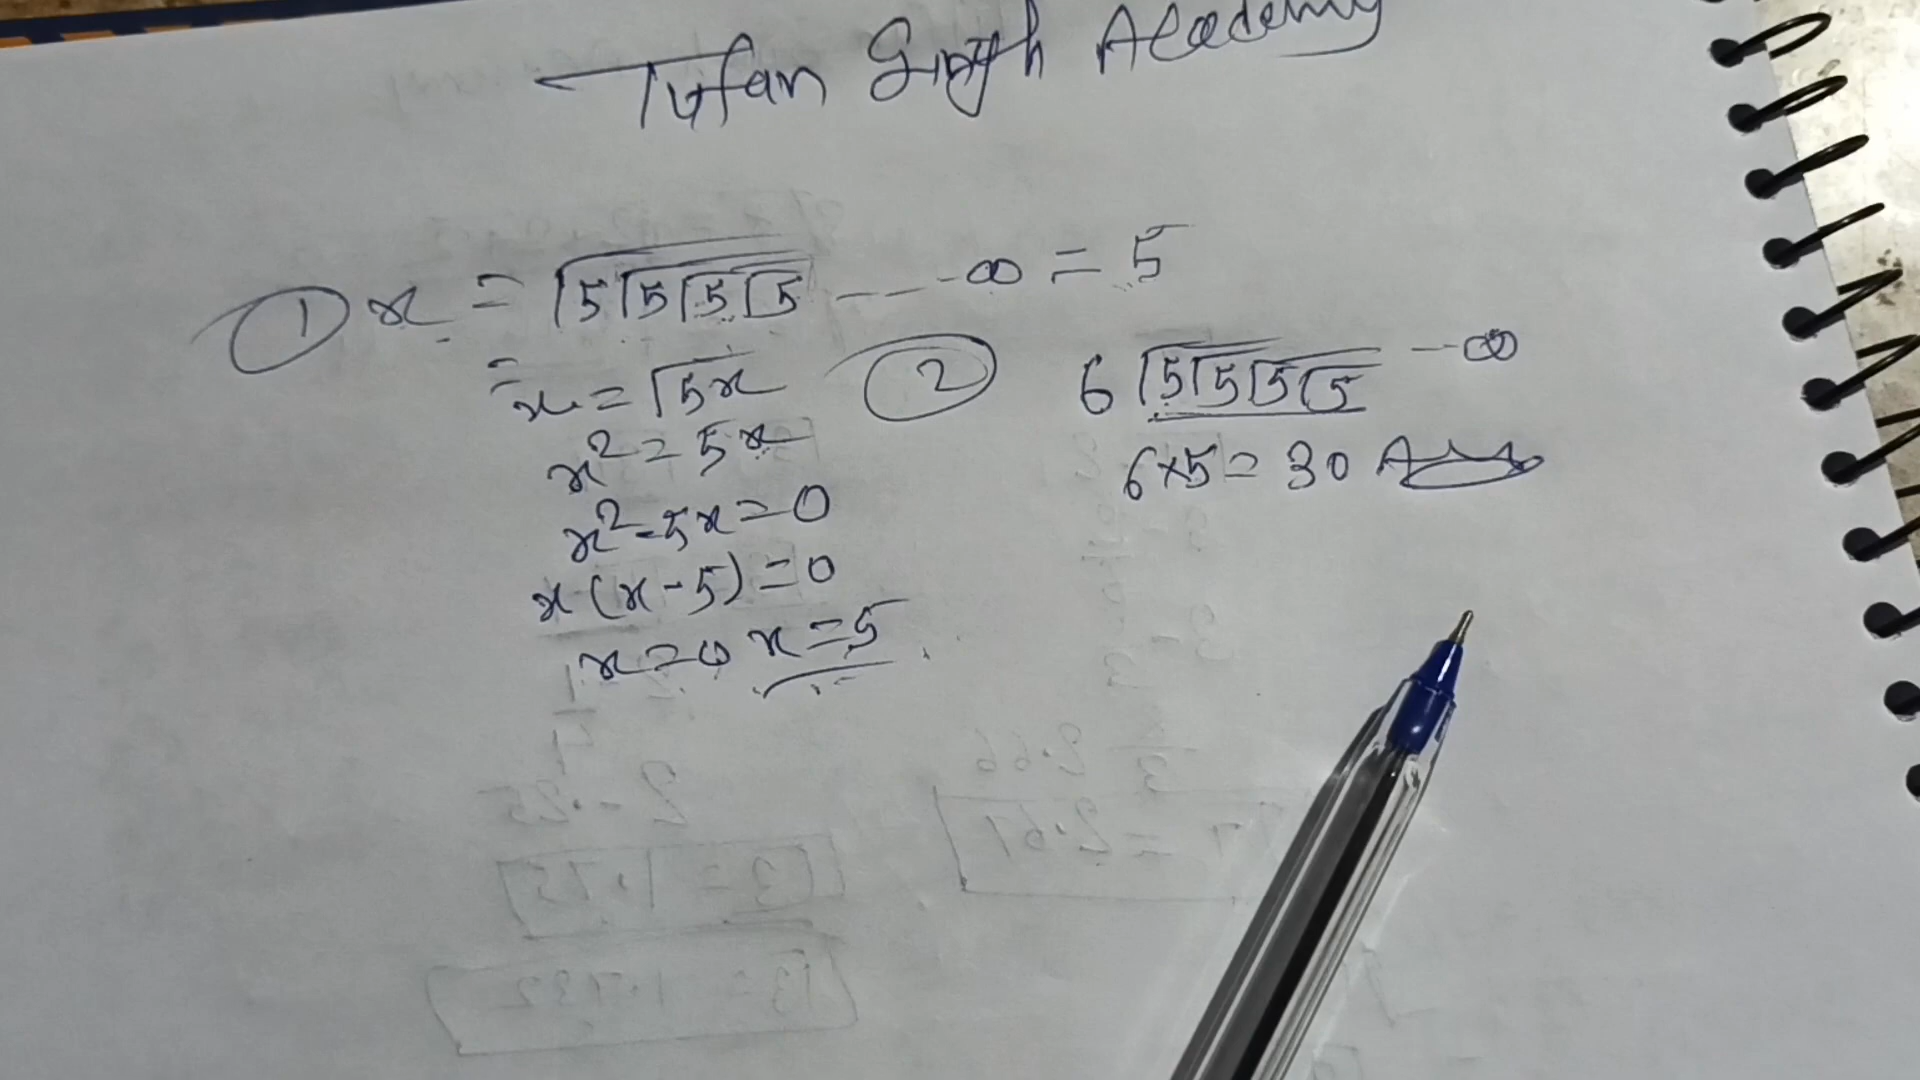 Tufan Singh Academy
① x = √5√5√5√5 --- ∞ = 5
= x = √5x
x² = 5x
x² - 5x = 0
x (x - 5) = 0
x = 0 x = 5
② 6 √5√5√5√5 -- ∞
6 × 5 = 30 Ans